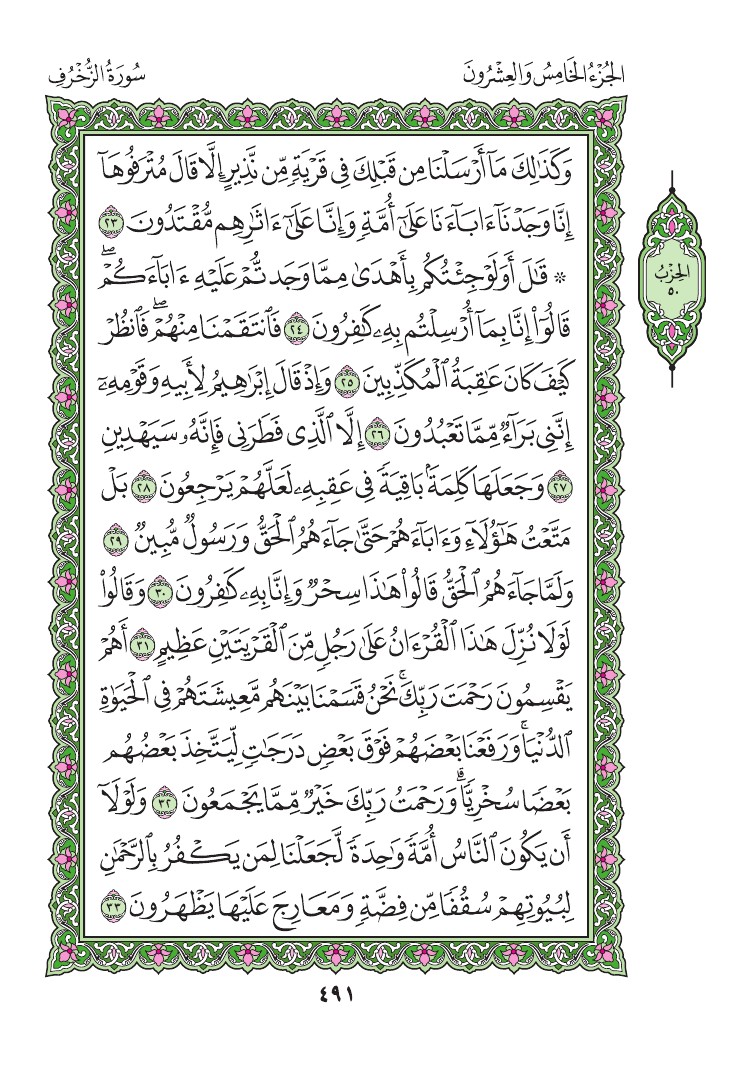 الجُزْءُ الخَامِسُ وَالعِشْرُونَ
سُورَةُ الزُّخْرُفِ
وَكَذَٰلِكَ مَآ أَرْسَلْنَا مِن قَبْلِكَ فِى قَرْيَةٍ مِّن نَّذِيرٍ إِلَّا قَالَ مُتْرَفُوهَآ
إِنَّا وَجَدْنَآ ءَابَآءَنَا عَلَىٰٓ أُمَّةٍ وَإِنَّا عَلَىٰٓ ءَاثَٰرِهِم مُّقْتَدُونَ ٢٣
* قَٰلَ أَوَلَوْ جِئْتُكُم بِأَهْدَىٰ مِمَّا وَجَدتُّمْ عَلَيْهِ ءَابَآءَكُمْۖ
قَالُوٓا۟ إِنَّا بِمَآ أُرْسِلْتُم بِهِۦ كَٰفِرُونَ ٢٤ فَٱنتَقَمْنَا مِنْهُمْۖ فَٱنظُرْ
كَيْفَ كَانَ عَٰقِبَةُ ٱلْمُكَذِّبِينَ ٢٥ وَإِذْ قَالَ إِبْرَٰهِيمُ لِأَبِيهِ وَقَوْمِهِۦٓ
إِنَّنِى بَرَآءٌ مِّمَّا تَعْبُدُونَ ٢٦ إِلَّا ٱلَّذِى فَطَرَنِى فَإِنَّهُۥ سَيَهْدِينِ
٢٧ وَجَعَلَهَا كَلِمَةًۢ بَاقِيَةً فِى عَقِبِهِۦ لَعَلَّهُمْ يَرْجِعُونَ ٢٨ بَلْ
مَتَّعْتُ هَٰٓؤُلَآءِ وَءَابَآءَهُمْ حَتَّىٰ جَآءَهُمُ ٱلْحَقُّ وَرَسُولٌ مُّبِينٌ ٢٩
وَلَمَّا جَآءَهُمُ ٱلْحَقُّ قَالُوا۟ هَٰذَا سِحْرٌ وَإِنَّا بِهِۦ كَٰفِرُونَ ٣٠ وَقَالُوا۟
لَوْلَا نُزِّلَ هَٰذَا ٱلْقُرْءَانُ عَلَىٰ رَجُلٍ مِّنَ ٱلْقَرْيَتَيْنِ عَظِيمٍ ٣١ أَهُمْ
يَقْسِمُونَ رَحْمَتَ رَبِّكَۚ نَحْنُ قَسَمْنَا بَيْنَهُم مَّعِيشَتَهُمْ فِى ٱلْحَيَوٰةِ
ٱلدُّنْيَاۚ وَرَفَعْنَا بَعْضَهُمْ فَوْقَ بَعْضٍ دَرَجَٰتٍ لِّيَتَّخِذَ بَعْضُهُم
بَعْضًا سُخْرِيًّاۗ وَرَحْمَتُ رَبِّكَ خَيْرٌ مِّمَّا يَجْمَعُونَ ٣٢ وَلَوْلَآ
أَن يَكُونَ ٱلنَّاسُ أُمَّةً وَٰحِدَةً لَّجَعَلْنَا لِمَن يَكْفُرُ بِٱلرَّحْمَٰنِ
لِبُيُوتِهِمْ سُقُفًا مِّن فِضَّةٍ وَمَعَارِجَ عَلَيْهَا يَظْهَرُونَ ٣٣
الحِزْبُ
٥٠
٤٩١